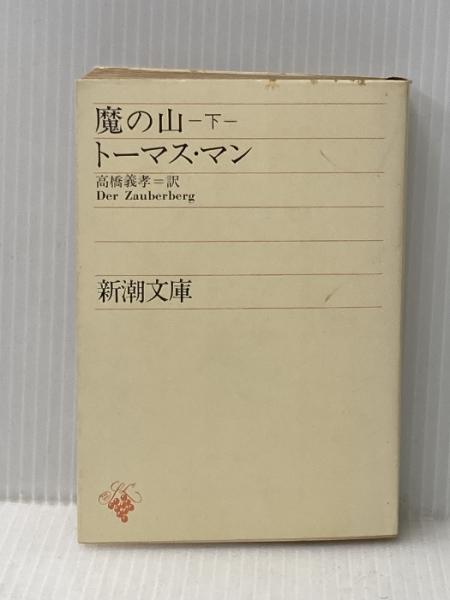 魔の山―下―
トーマス・マン
高橋義孝＝訳
Der Zauberberg
新潮文庫